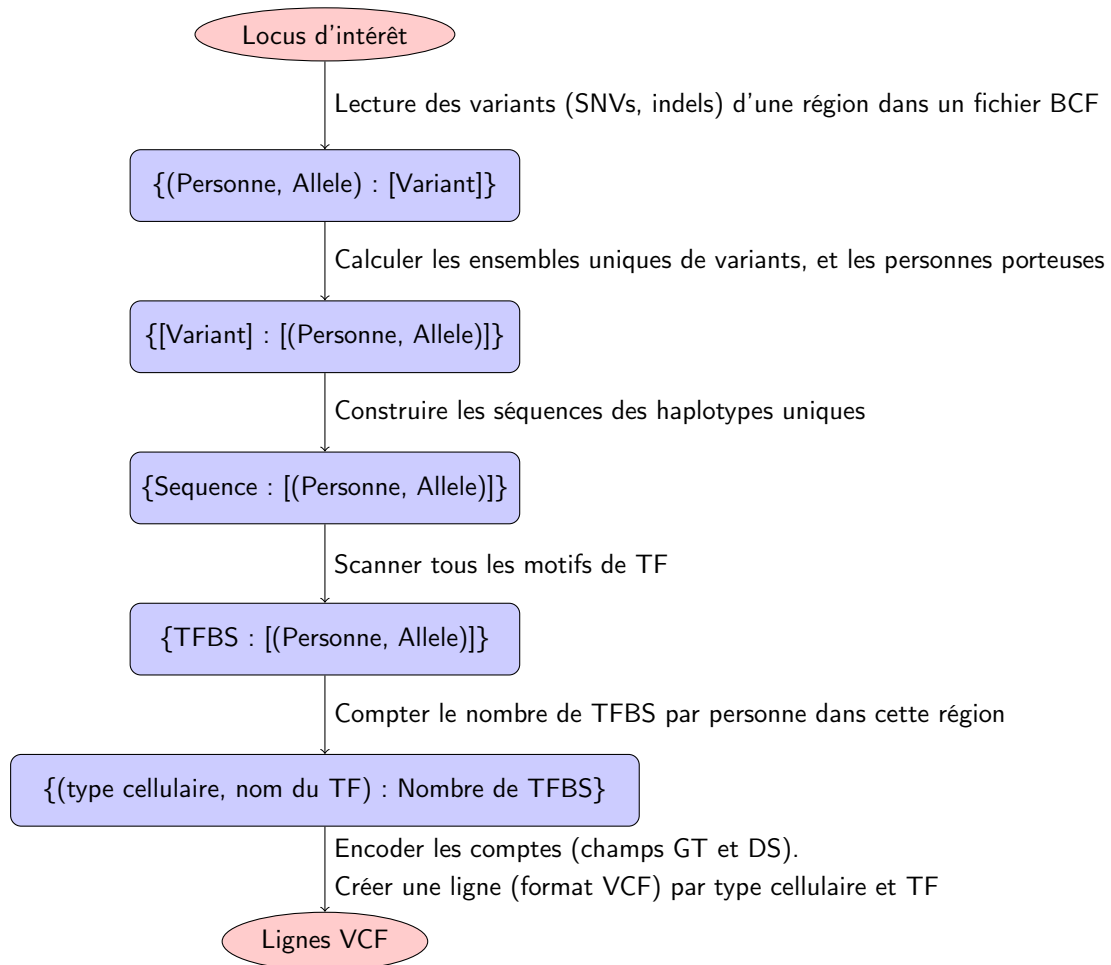 Locus d'intérêt
Lecture des variants (SNVs, indels) d'une région dans un fichier BCF
{(Personne, Allele) : [Variant]}
Calculer les ensembles uniques de variants, et les personnes porteuses
{[Variant] : [(Personne, Allele)]}
Construire les séquences des haplotypes uniques
{Sequence : [(Personne, Allele)]}
Scanner tous les motifs de TF
{TFBS : [(Personne, Allele)]}
Compter le nombre de TFBS par personne dans cette région
{(type cellulaire, nom du TF) : Nombre de TFBS}
Encoder les comptes (champs GT et DS).
Créer une ligne (format VCF) par type cellulaire et TF
Lignes VCF